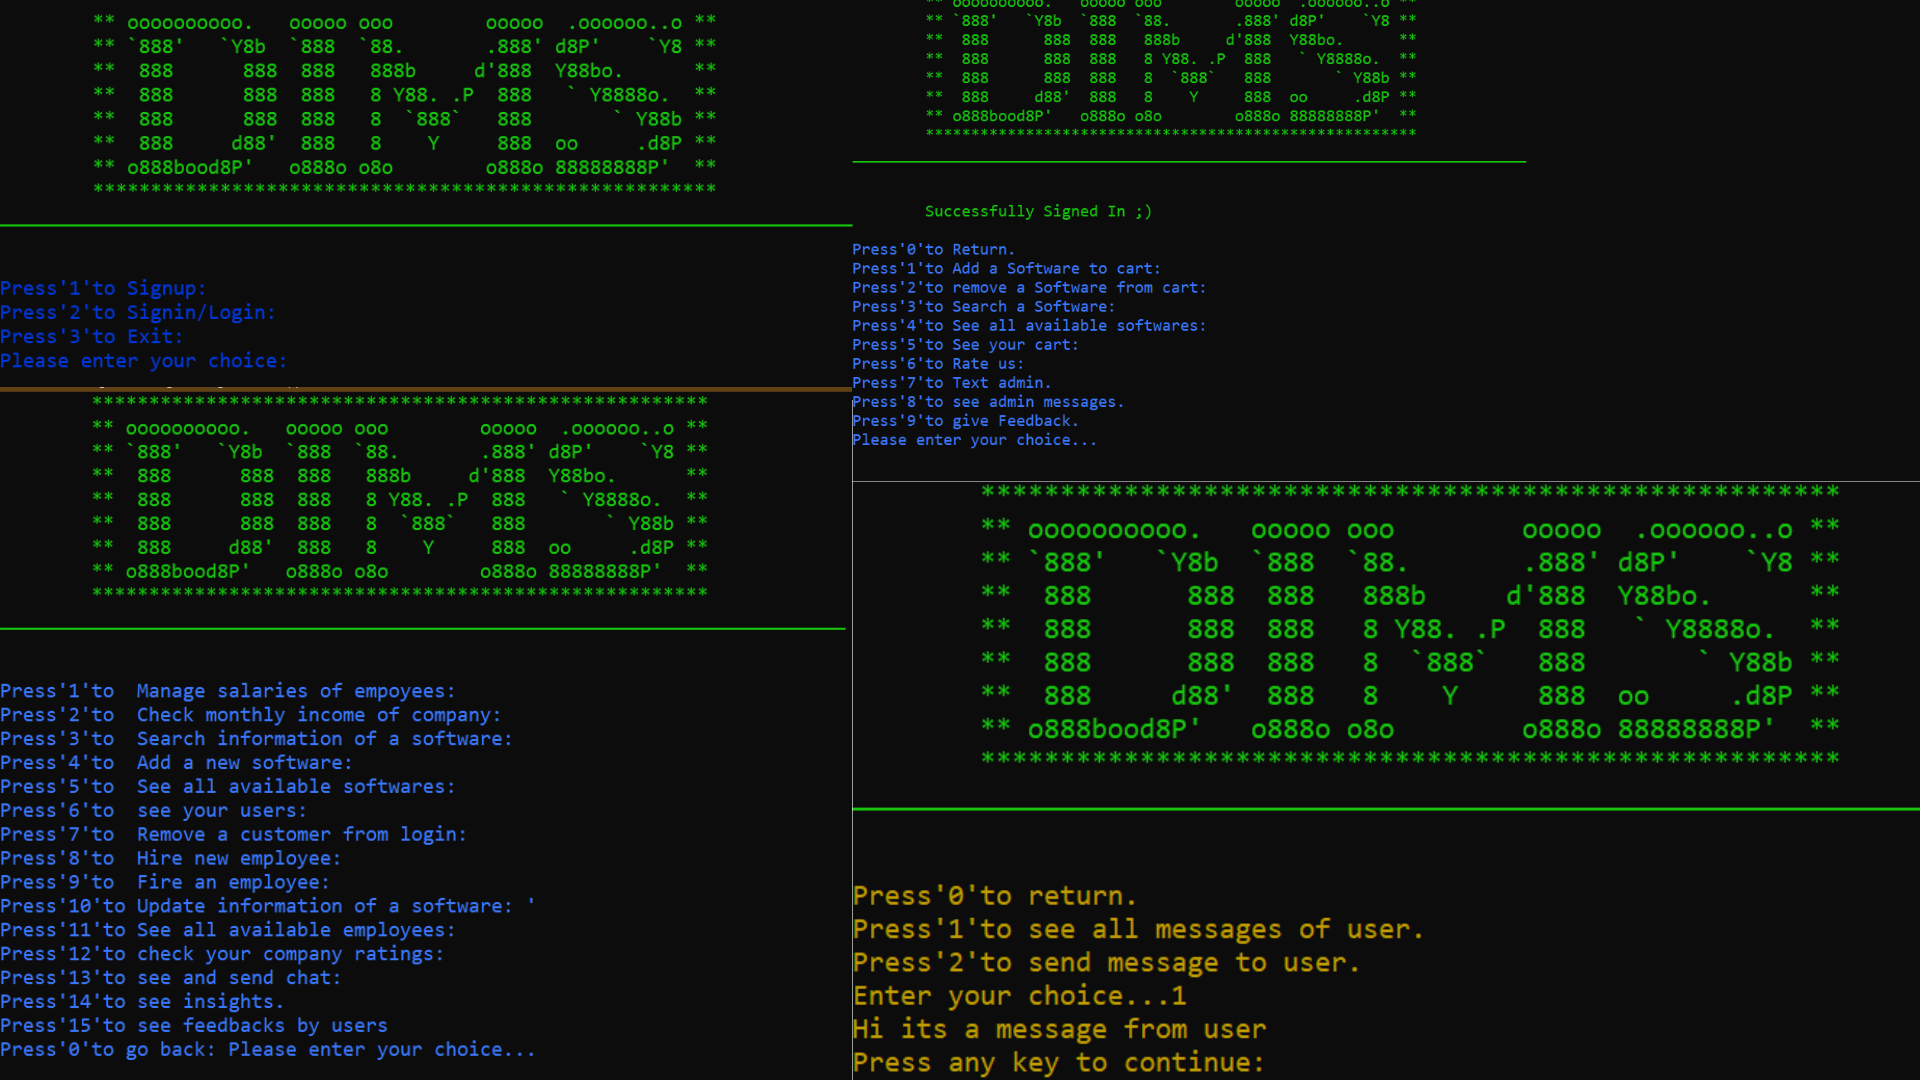 ** oooooooooo.   ooooo ooo        ooooo  .oooooo..o **
** `888'   `Y8b  `888  `88.       .888' d8P'    `Y8 **
**  888      888  888   888b     d'888  Y88bo.      **
**  888      888  888   8 Y88. .P  888   ` Y8888o.  **
**  888      888  888   8  `888`   888       ` Y88b **
**  888     d88'  888   8    Y     888  oo     .d8P **
** o888bood8P'   o888o o8o        o888o 88888888P'  **
******************************************************
Press'1'to Signup:
Press'2'to Signin/Login:
Press'3'to Exit:
Please enter your choice:
******************************************************
** oooooooooo.   ooooo ooo        ooooo  .oooooo..o **
** `888'   `Y8b  `888  `88.       .888' d8P'    `Y8 **
**  888      888  888   888b     d'888  Y88bo.      **
**  888      888  888   8 Y88. .P  888   ` Y8888o.  **
**  888      888  888   8  `888`   888       ` Y88b **
**  888     d88'  888   8    Y     888  oo     .d8P **
** o888bood8P'   o888o o8o        o888o 88888888P'  **
******************************************************
Press'1'to  Manage salaries of empoyees:
Press'2'to  Check monthly income of company:
Press'3'to  Search information of a software:
Press'4'to  Add a new software:
Press'5'to  See all available softwares:
Press'6'to  see your users:
Press'7'to  Remove a customer from login:
Press'8'to  Hire new employee:
Press'9'to  Fire an employee:
Press'10'to Update information of a software: '
Press'11'to See all available employees:
Press'12'to check your company ratings:
Press'13'to see and send chat:
Press'14'to see insights.
Press'15'to see feedbacks by users
Press'0'to go back: Please enter your choice...
** oooooooooo.   ooooo ooo        ooooo  .oooooo..o **
** `888'   `Y8b  `888  `88.       .888' d8P'    `Y8 **
**  888      888  888   888b     d'888  Y88bo.      **
**  888      888  888   8 Y88. .P  888   ` Y8888o.  **
**  888      888  888   8  `888`   888       ` Y88b **
**  888     d88'  888   8    Y     888  oo     .d8P **
** o888bood8P'   o888o o8o        o888o 88888888P'  **
******************************************************
Successfully Signed In ;)
Press'0'to Return.
Press'1'to Add a Software to cart:
Press'2'to remove a Software from cart:
Press'3'to Search a Software:
Press'4'to See all available softwares:
Press'5'to See your cart:
Press'6'to Rate us:
Press'7'to Text admin.
Press'8'to see admin messages.
Press'9'to give Feedback.
Please enter your choice...
******************************************************
** oooooooooo.   ooooo ooo        ooooo  .oooooo..o **
** `888'   `Y8b  `888  `88.       .888' d8P'    `Y8 **
**  888      888  888   888b     d'888  Y88bo.      **
**  888      888  888   8 Y88. .P  888   ` Y8888o.  **
**  888      888  888   8  `888`   888       ` Y88b **
**  888     d88'  888   8    Y     888  oo     .d8P **
** o888bood8P'   o888o o8o        o888o 88888888P'  **
******************************************************
Press'0'to return.
Press'1'to see all messages of user.
Press'2'to send message to user.
Enter your choice...1
Hi its a message from user
Press any key to continue: